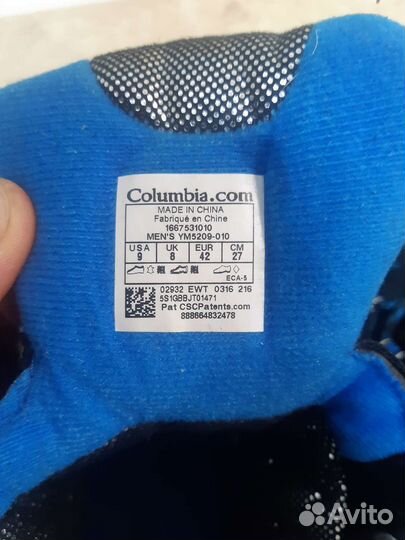 Columbia.com
MADE IN CHINA
Fabriqué en Chine
1667531010
MEN'S YM5209-010
USA UK EUR CM
9 8 42 27
ECA-5
02932 EWT 0316 216
5S1GBBJT01471
Pat CSCPatents.com
888664832478
Avito